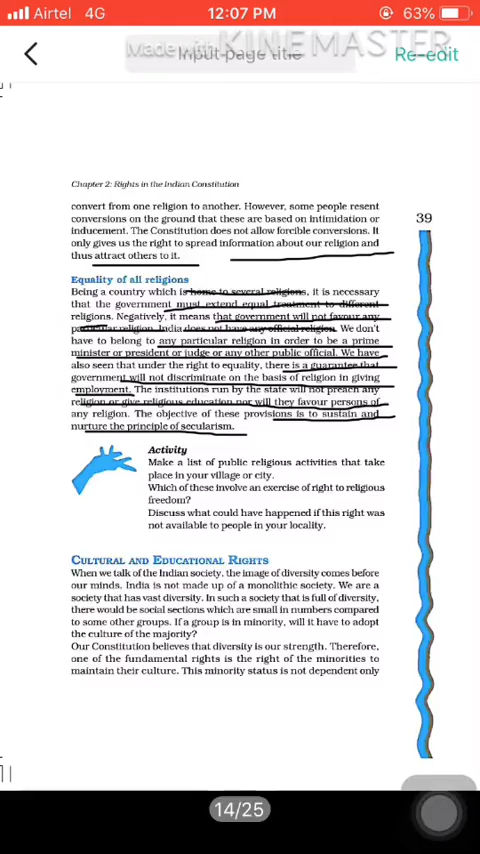 Airtel 4G 12:07 PM 63%
Made with KINEMASTER
Input page title Re-edit
Chapter 2: Rights in the Indian Constitution
39
convert from one religion to another. However, some people resent
conversions on the ground that these are based on intimidation or
inducement. The Constitution does not allow forcible conversions. It
only gives us the right to spread information about our religion and
thus attract others to it.
Equality of all religions
Being a country which is home to several religions, it is necessary
that the government must extend equal treatment to different
religions. Negatively, it means that government will not favour any
particular religion. India does not have any official religion. We don't
have to belong to any particular religion in order to be a prime
minister or president or judge or any other public official. We have
also seen that under the right to equality, there is a guarantee that
government will not discriminate on the basis of religion in giving
employment. The institutions run by the state will not preach any
religion or give religious education nor will they favour persons of
any religion. The objective of these provisions is to sustain and
nurture the principle of secularism.
Activity
Make a list of public religious activities that take
place in your village or city.
Which of these involve an exercise of right to religious
freedom?
Discuss what could have happened if this right was
not available to people in your locality.
CULTURAL AND EDUCATIONAL RIGHTS
When we talk of the Indian society, the image of diversity comes before
our minds. India is not made up of a monolithic society. We are a
society that has vast diversity. In such a society that is full of diversity,
there would be social sections which are small in numbers compared
to some other groups. If a group is in minority, will it have to adopt
the culture of the majority?
Our Constitution believes that diversity is our strength. Therefore,
one of the fundamental rights is the right of the minorities to
maintain their culture. This minority status is not dependent only
14/25